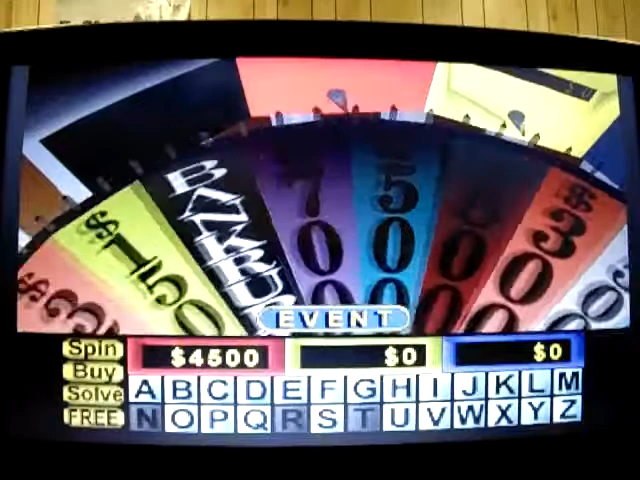 $150
BANKRUPT
700
500
$300
EVENT
Spin $4500 $0 $0
Buy
Solve A B C D E F G H I J K L M
FREE N O P Q R S T U V W X Y Z